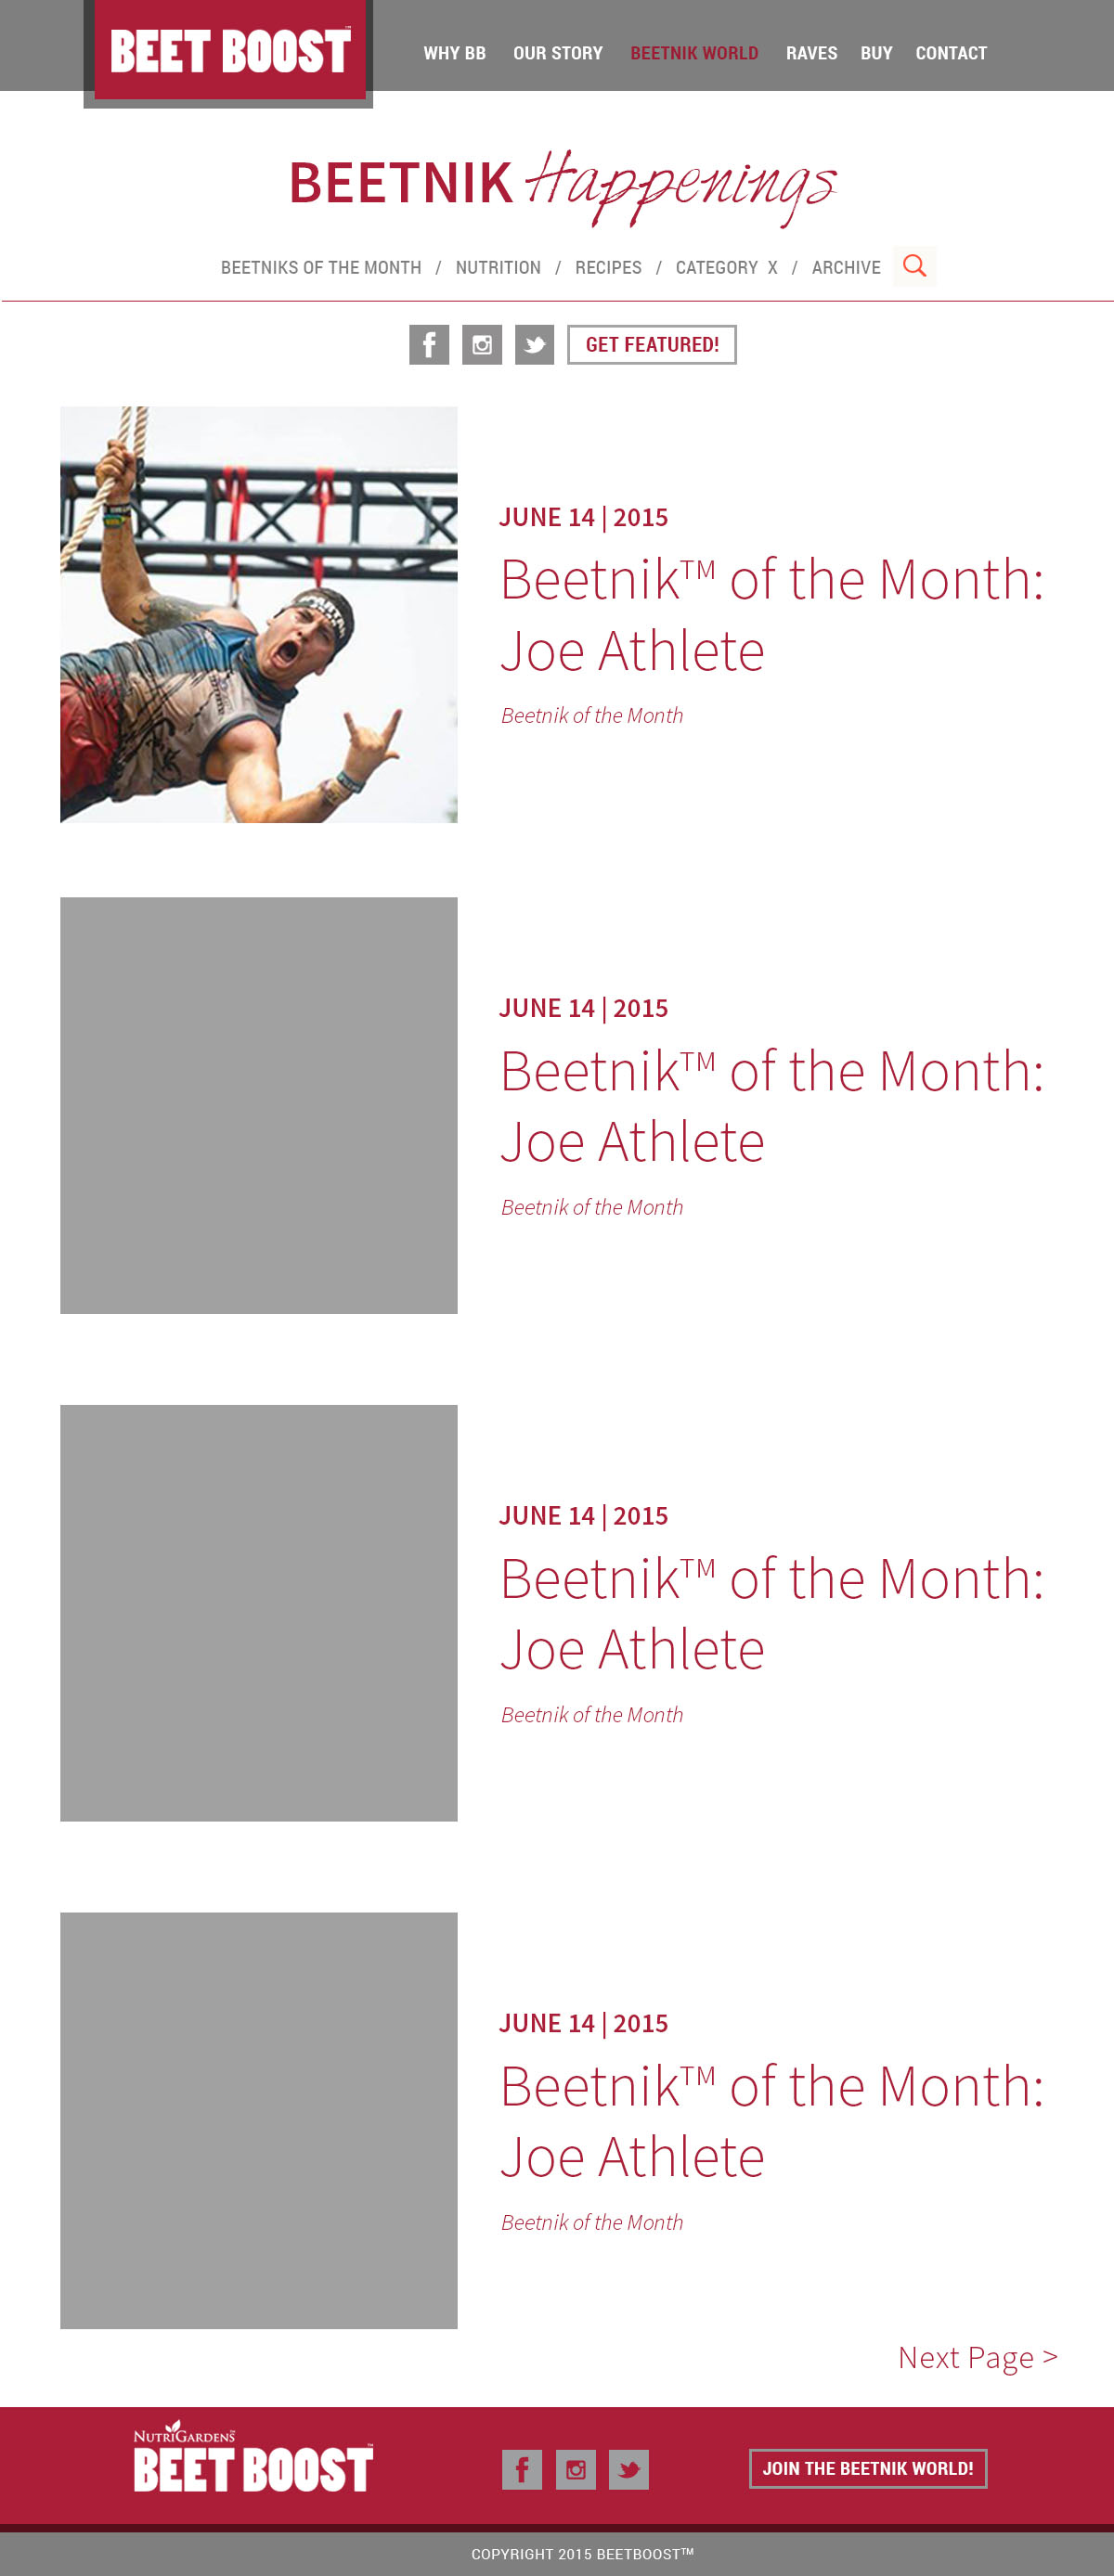 BEET BOOST™
WHY BB OUR STORY BEETNIK WORLD RAVES BUY CONTACT
BEETNIK Happenings
BEETNIKS OF THE MONTH / NUTRITION / RECIPES / CATEGORY X / ARCHIVE
GET FEATURED!
JUNE 14 | 2015
Beetnik™ of the Month:
Joe Athlete
Beetnik of the Month
JUNE 14 | 2015
Beetnik™ of the Month:
Joe Athlete
Beetnik of the Month
JUNE 14 | 2015
Beetnik™ of the Month:
Joe Athlete
Beetnik of the Month
JUNE 14 | 2015
Beetnik™ of the Month:
Joe Athlete
Beetnik of the Month
Next Page >
NUTRIGARDENS™
BEET BOOST™
JOIN THE BEETNIK WORLD!
COPYRIGHT 2015 BEETBOOST™